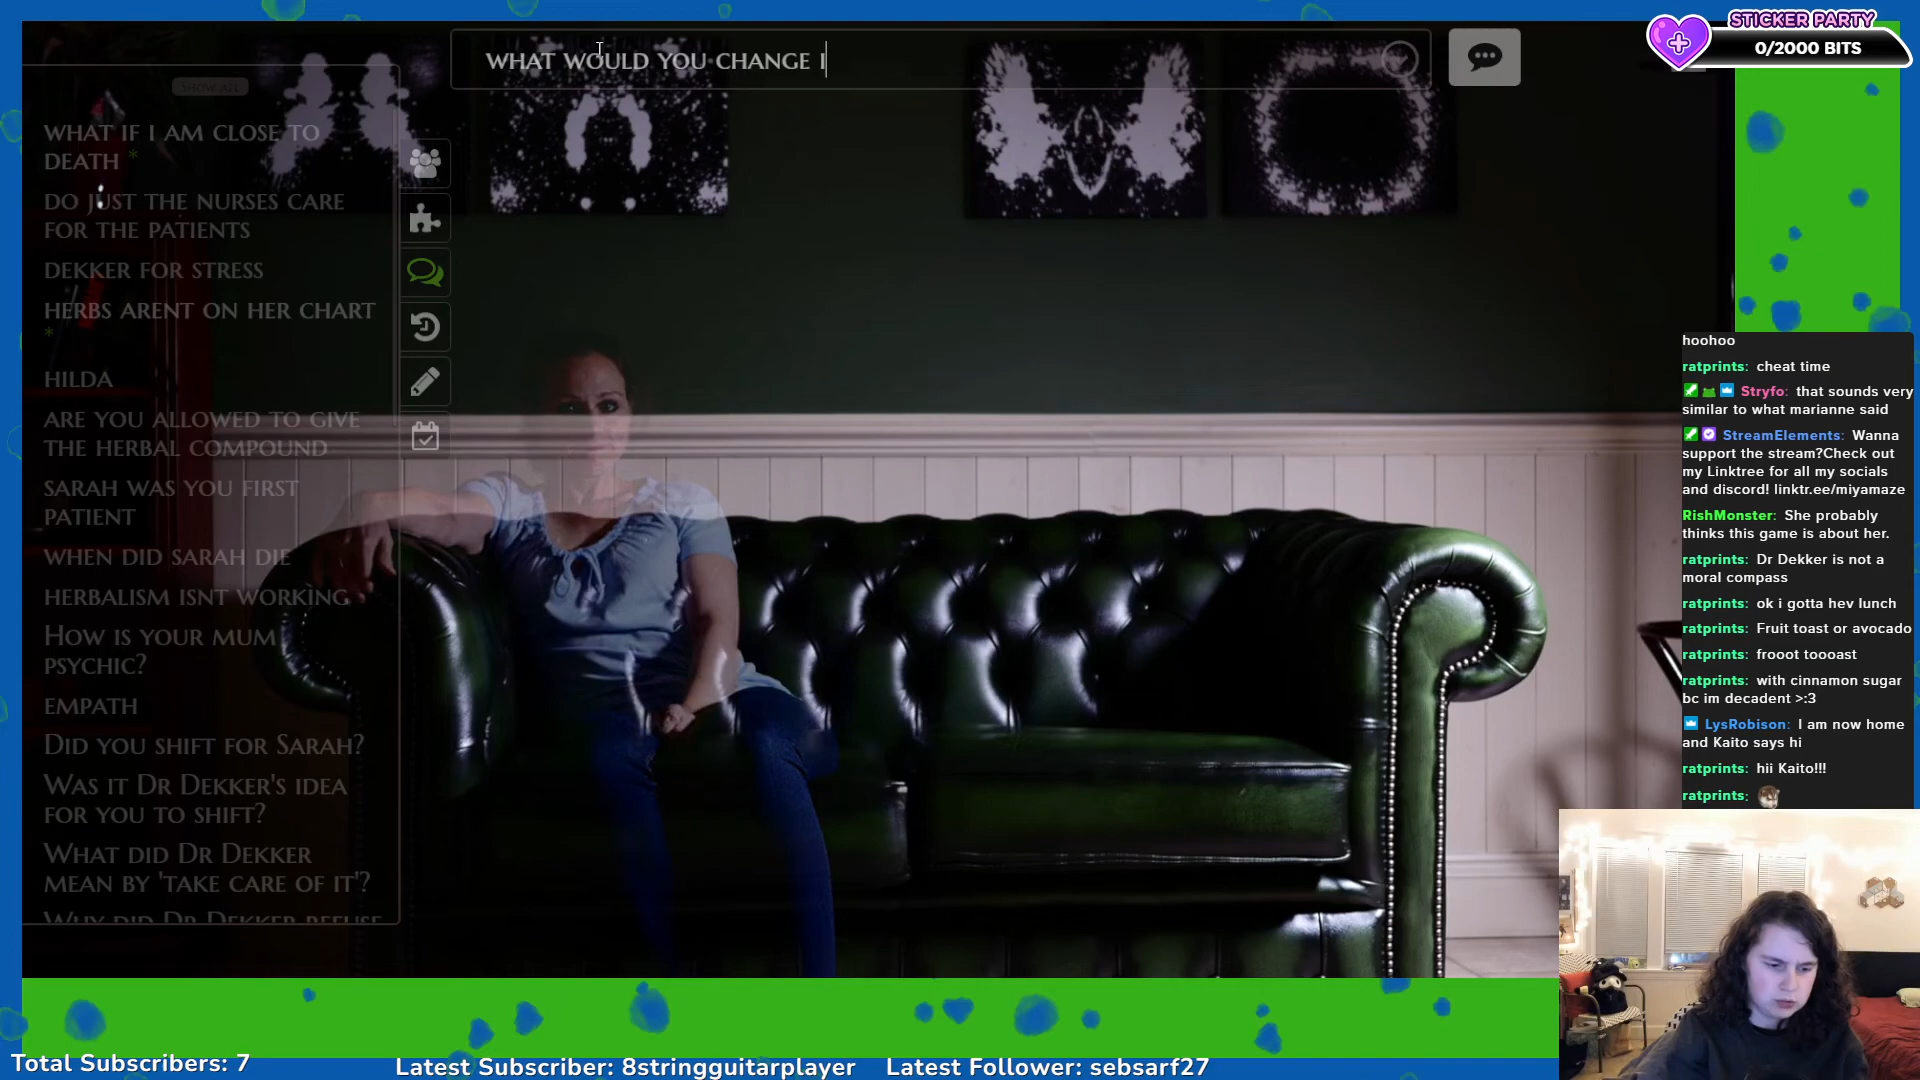 WHAT WOULD YOU CHANGE I
SHOW ALL
WHAT IF I AM CLOSE TO
DEATH *
DO JUST THE NURSES CARE
FOR THE PATIENTS
DEKKER FOR STRESS
HERBS ARENT ON HER CHART
*
HILDA
ARE YOU ALLOWED TO GIVE
THE HERBAL COMPOUND
SARAH WAS YOU FIRST
PATIENT
WHEN DID SARAH DIE
HERBALISM ISNT WORKING
HOW IS YOUR MUM
PSYCHIC?
EMPATH
DID YOU SHIFT FOR SARAH?
WAS IT DR DEKKER'S IDEA
FOR YOU TO SHIFT?
WHAT DID DR DEKKER
MEAN BY 'TAKE CARE OF IT'?
WHY DID DR DEKKER REFUSE
STICKER PARTY
0/2000 BITS
hoohoo
ratprints: cheat time
Stryfo: that sounds very
similar to what marianne said
StreamElements: Wanna
support the stream?Check out
my Linktree for all my socials
and discord! linktr.ee/miyamaze
RishMonster: She probably
thinks this game is about her.
ratprints: Dr Dekker is not a
moral compass
ratprints: ok i gotta hev lunch
ratprints: Fruit toast or avocado
ratprints: frooot toooast
ratprints: with cinnamon sugar
bc im decadent >:3
LysRobison: I am now home
and Kaito says hi
ratprints: hii Kaito!!!
ratprints:
Total Subscribers: 7
Latest Subscriber: 8stringguitarplayer
Latest Follower: sebsarf27